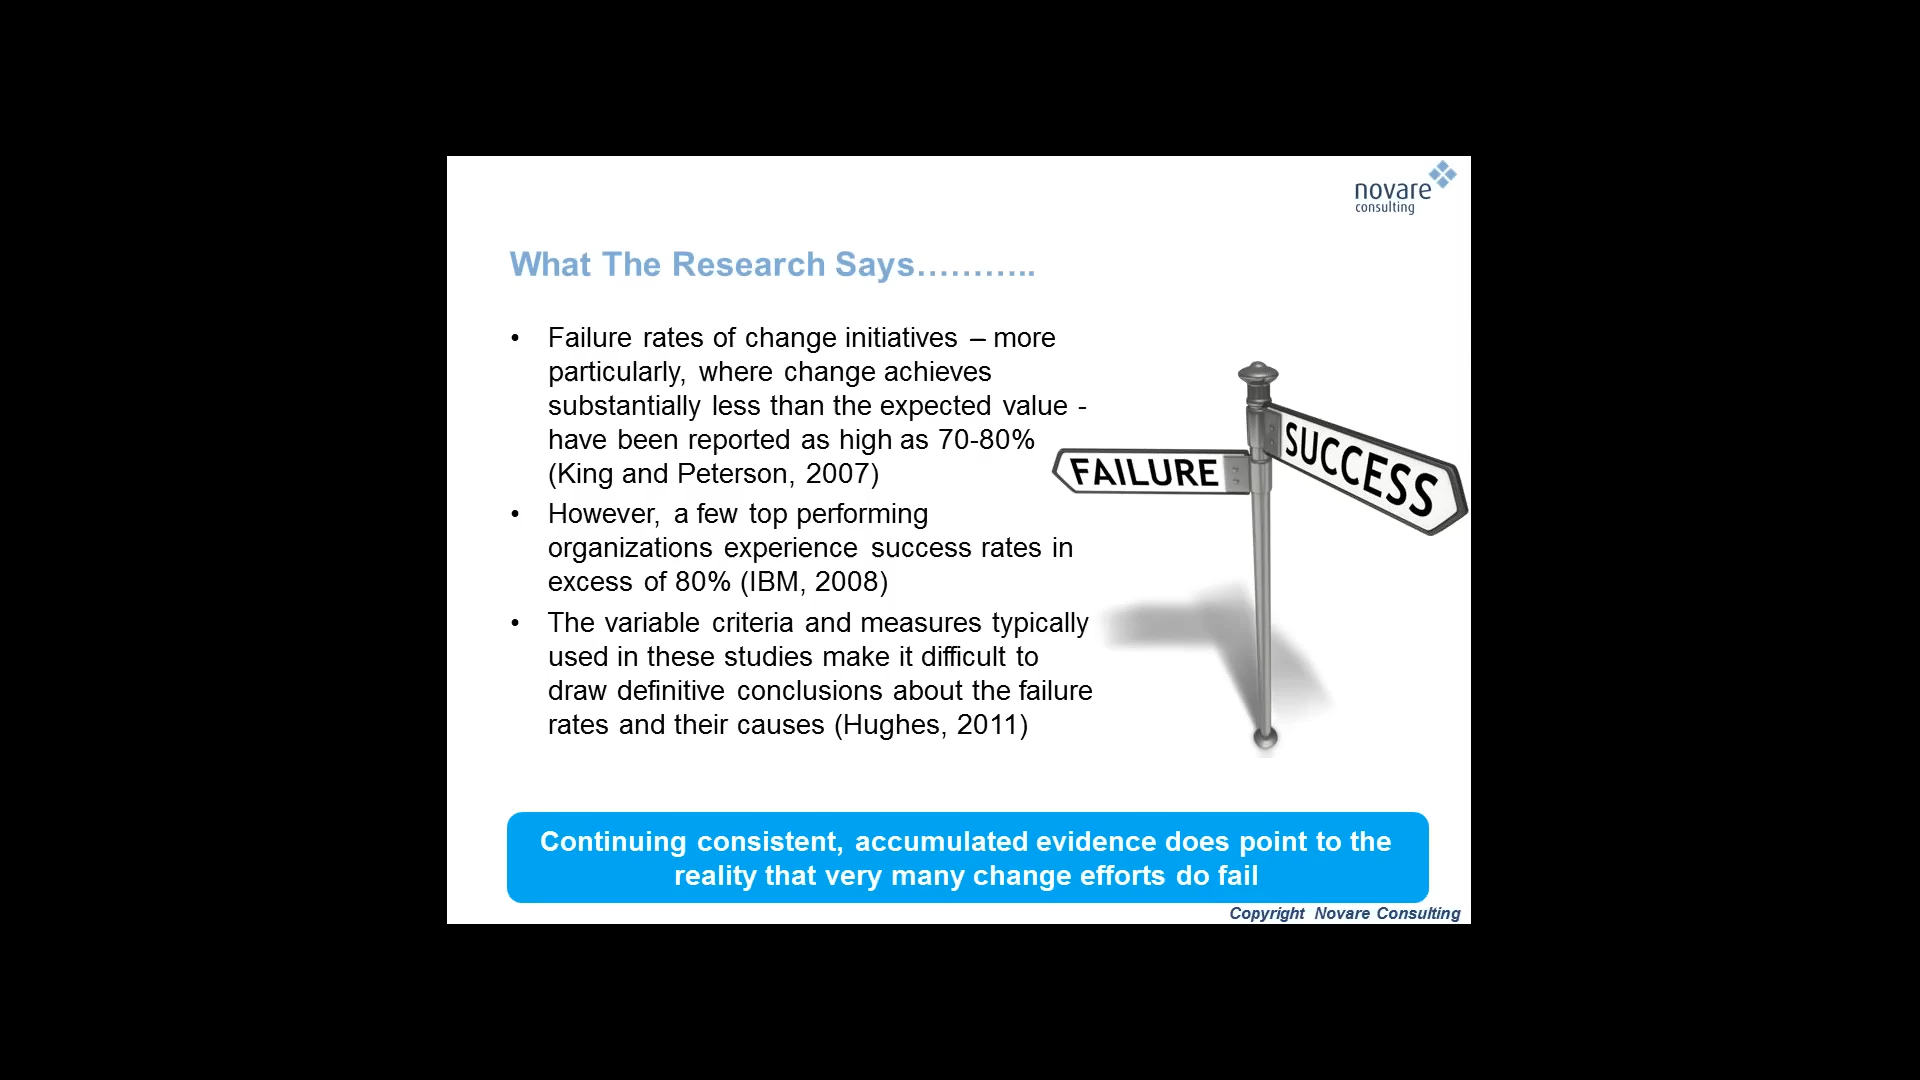 novare
consulting
What The Research Says………..
• Failure rates of change initiatives – more
particularly, where change achieves
substantially less than the expected value -
have been reported as high as 70-80%
(King and Peterson, 2007)
• However, a few top performing
organizations experience success rates in
excess of 80% (IBM, 2008)
• The variable criteria and measures typically
used in these studies make it difficult to
draw definitive conclusions about the failure
rates and their causes (Hughes, 2011)
FAILURE
SUCCESS
Continuing consistent, accumulated evidence does point to the
reality that very many change efforts do fail
Copyright Novare Consulting